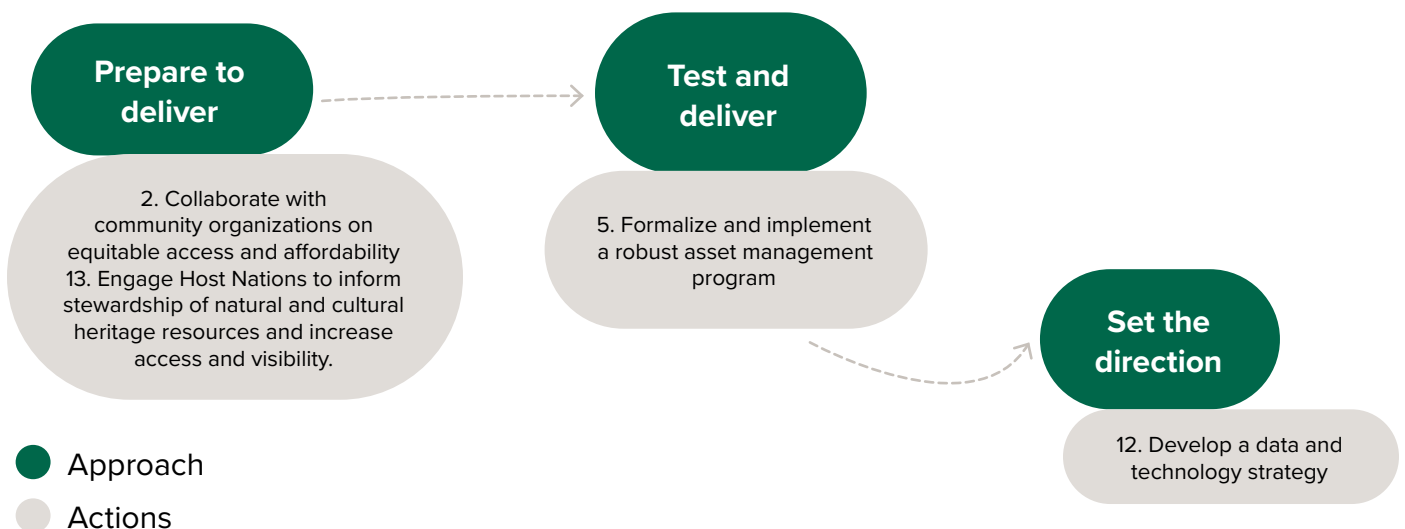 Prepare to
deliver
2. Collaborate with
community organizations on
equitable access and affordability
13. Engage Host Nations to inform
stewardship of natural and cultural
heritage resources and increase
access and visibility.
Test and
deliver
5. Formalize and implement
a robust asset management
program
Set the
direction
12. Develop a data and
technology strategy
Approach
Actions